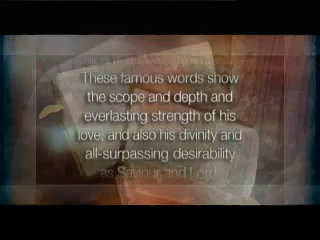 These famous words show
the scope and depth and
everlasting strength of his
love, and also his divinity and
all-surpassing desirability
as Saviour and Lord